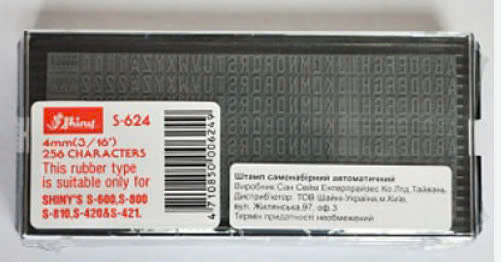 Shiny S-624
4mm(3/16")
256 CHARACTERS
This rubber type
is suitable only for
SHINY'S S-600,S-800
S-810,S-420&S-421.
4710850006249
Штамп самонабірний автоматичний
Виробник Сан Сейм Ентерпрайзес Ко.Лтд,Тайвань
Дистриб'ютор: ТОВ Шайні Україна,м.Київ,
вул. Жилянська,97, оф.3
Термін придатності необмежений